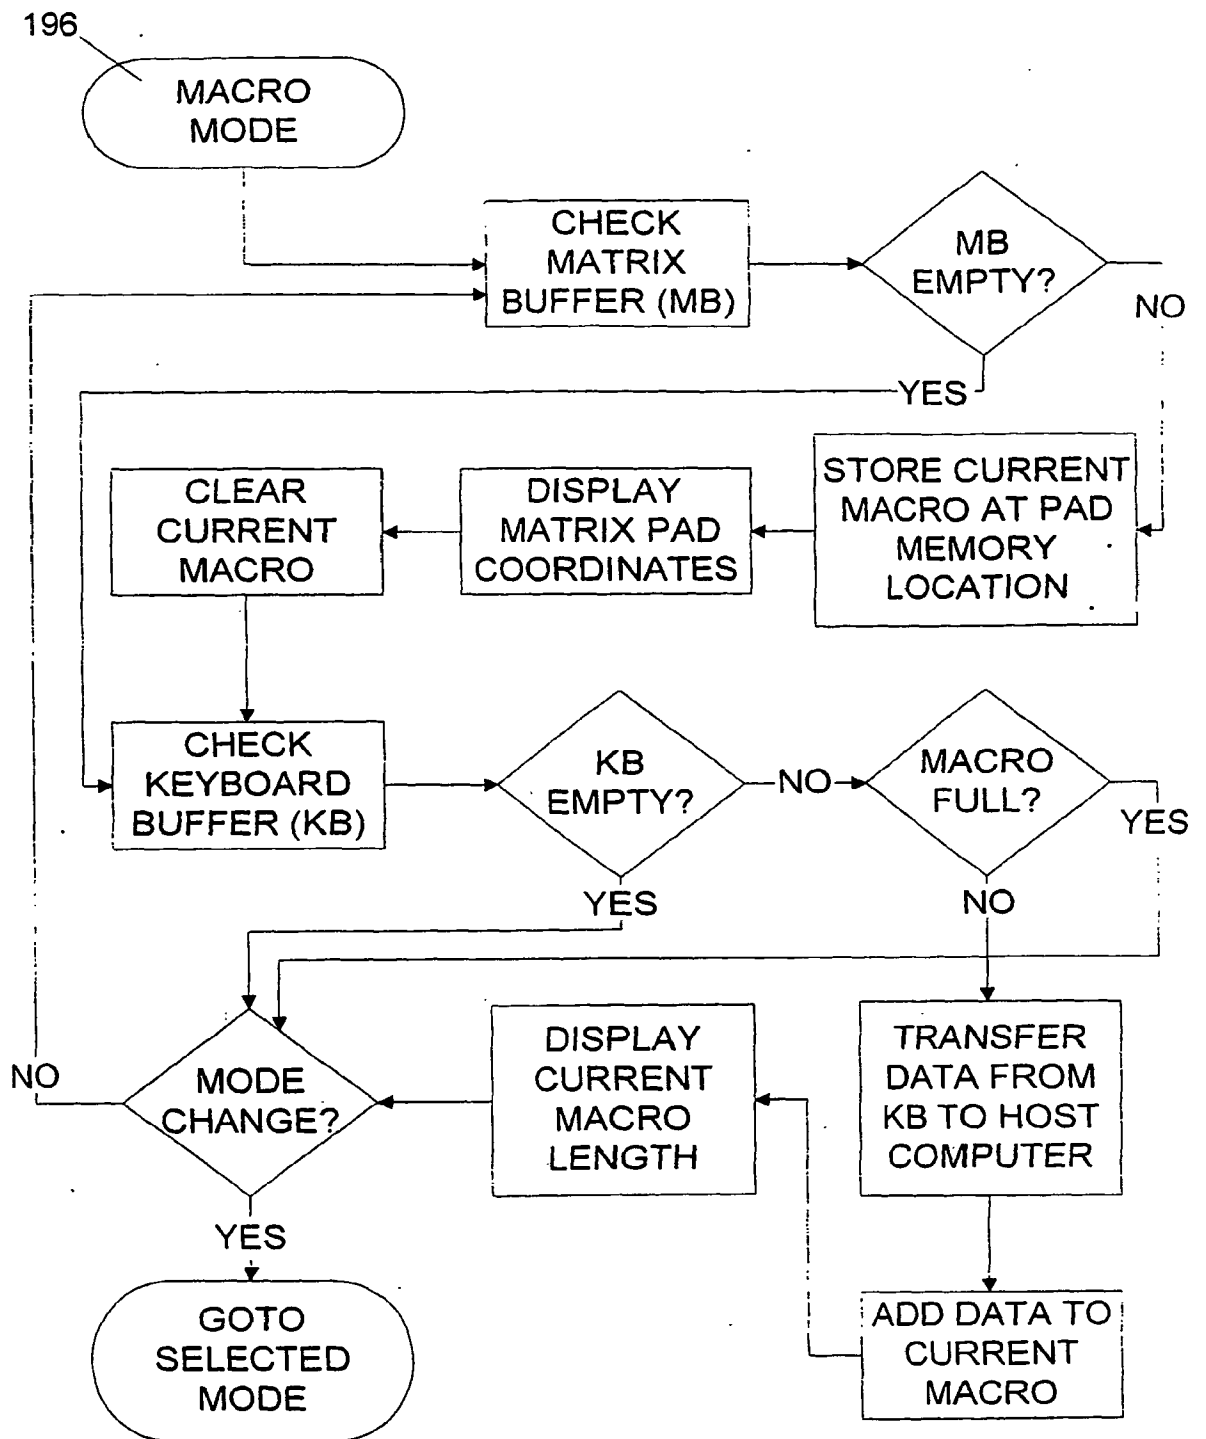 196
MACRO
MODE
CHECK
MATRIX
BUFFER (MB)
MB
EMPTY?
NO
YES
STORE CURRENT
MACRO AT PAD
MEMORY
LOCATION
DISPLAY
MATRIX PAD
COORDINATES
CLEAR
CURRENT
MACRO
CHECK
KEYBOARD
BUFFER (KB)
KB
EMPTY?
NO
MACRO
FULL?
YES
YES
NO
TRANSFER
DATA FROM
KB TO HOST
COMPUTER
DISPLAY
CURRENT
MACRO
LENGTH
MODE
CHANGE?
NO
YES
GOTO
SELECTED
MODE
ADD DATA TO
CURRENT
MACRO